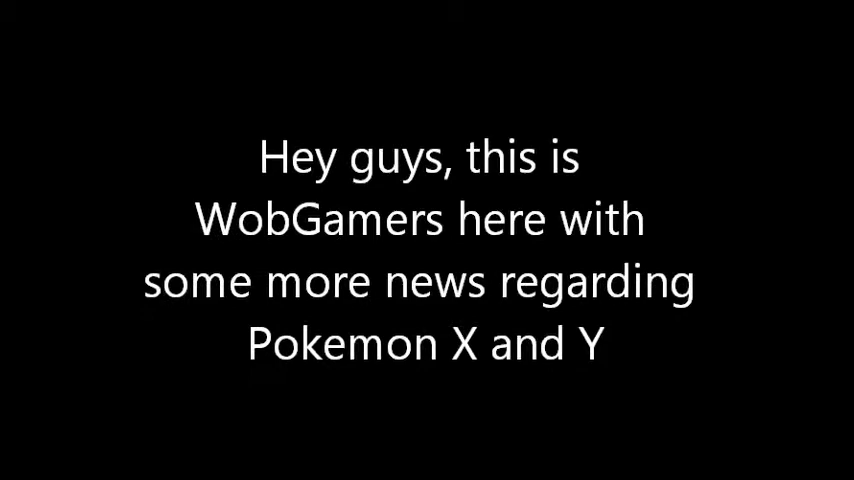 Hey guys, this is
WobGamers here with
some more news regarding
Pokemon X and Y